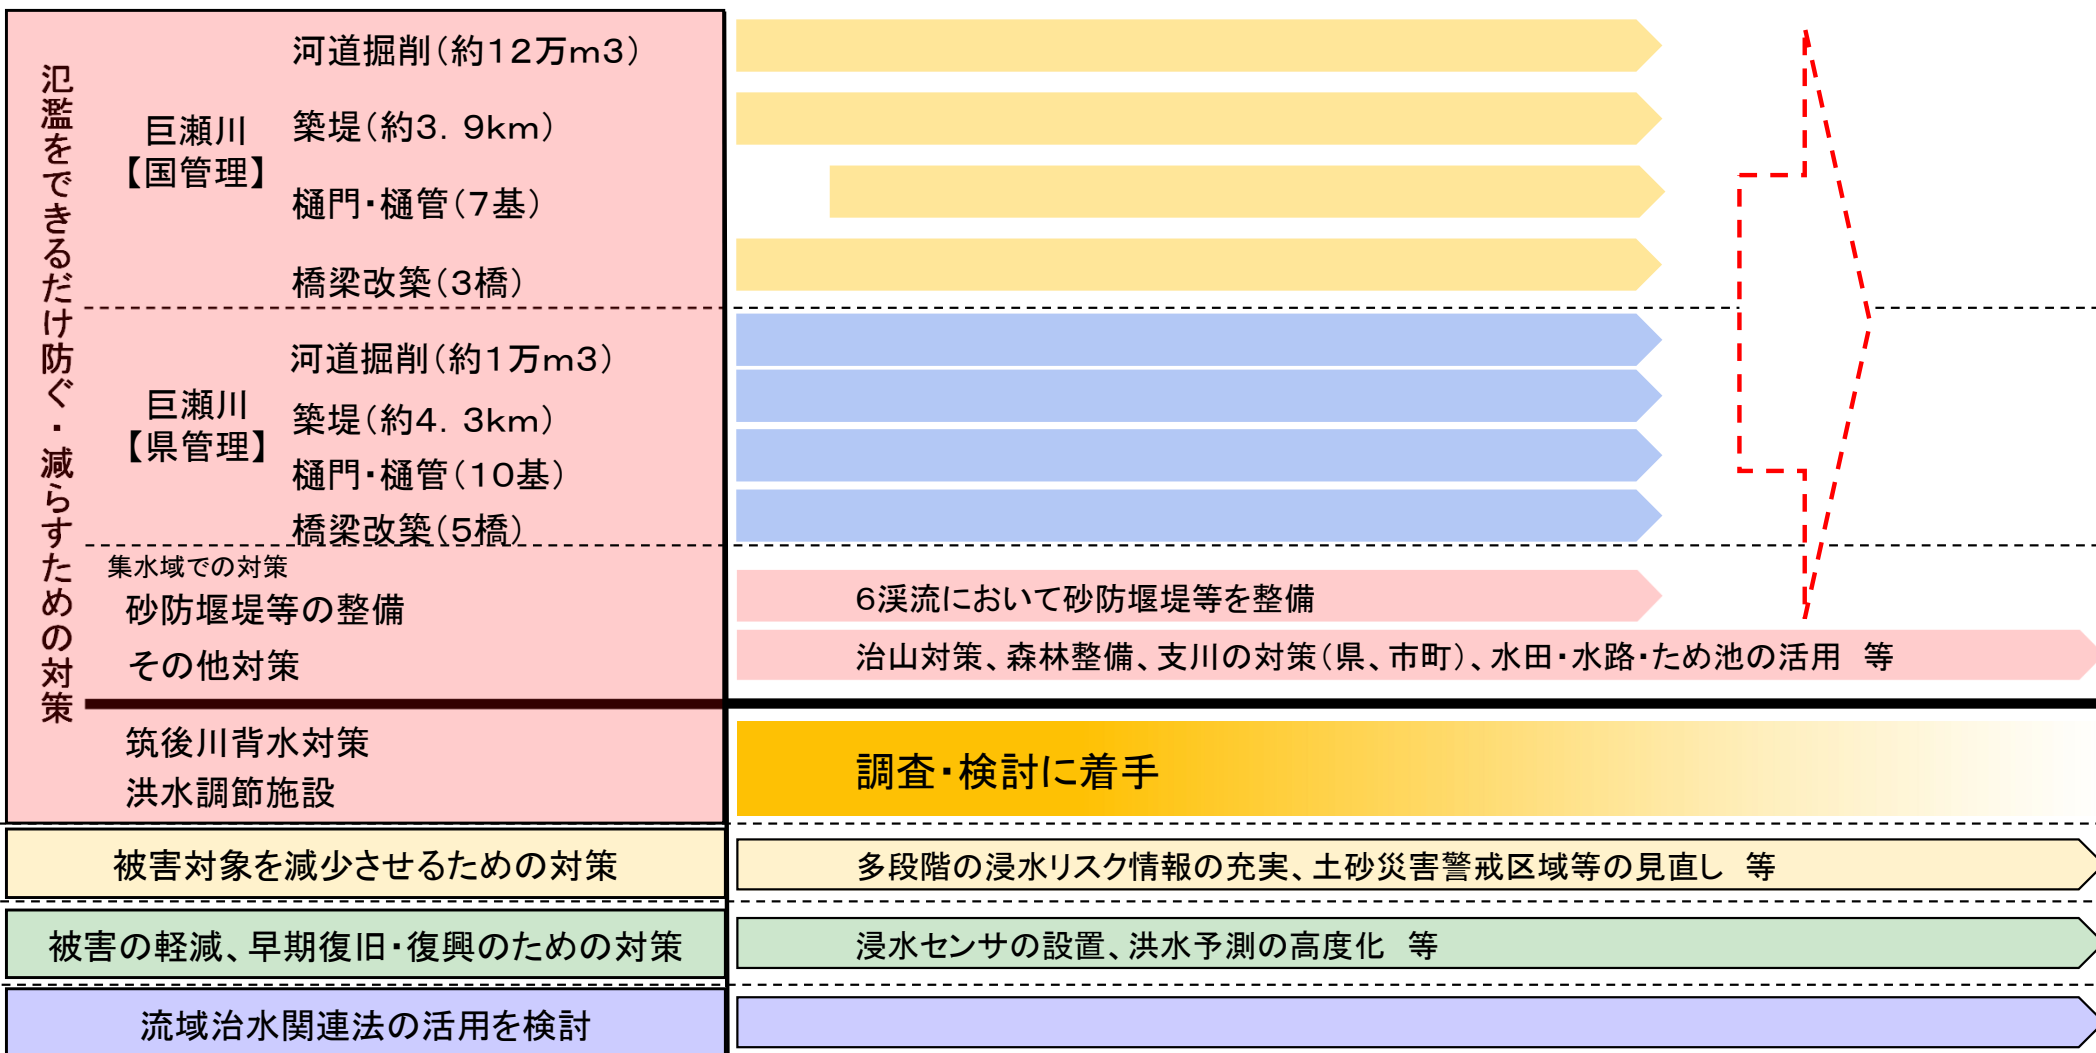 氾濫をできるだけ防ぐ・減らすための対策
巨瀬川
【国管理】
河道掘削（約１２万ｍ３）
築堤（約３．９ｋｍ）
樋門・樋管（７基）
橋梁改築（３橋）
巨瀬川
【県管理】
河道掘削（約１万ｍ３）
築堤（約４．３ｋｍ）
樋門・樋管（１０基）
橋梁改築（５橋）
集水域での対策
砂防堰堤等の整備
６渓流において砂防堰堤等を整備
その他対策
治山対策、森林整備、支川の対策（県、市町）、水田・水路・ため池の活用　等
筑後川背水対策
洪水調節施設
調査・検討に着手
被害対象を減少させるための対策
多段階の浸水リスク情報の充実、土砂災害警戒区域等の見直し　等
被害の軽減、早期復旧・復興のための対策
浸水センサの設置、洪水予測の高度化　等
流域治水関連法の活用を検討